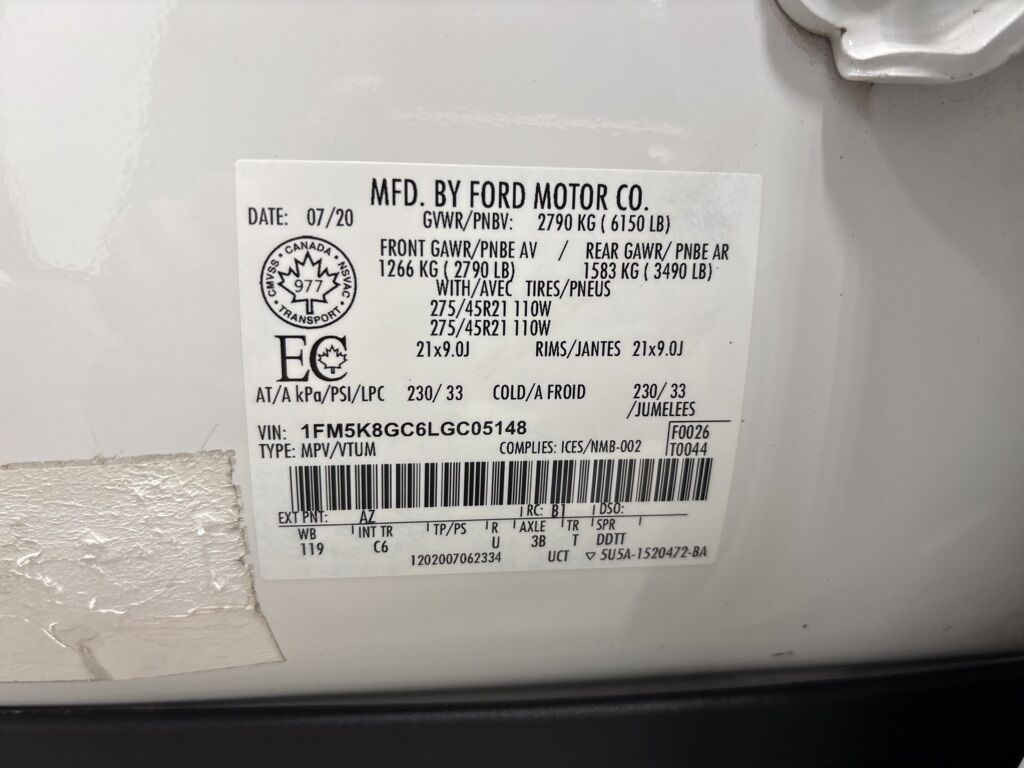 MFD. BY FORD MOTOR CO.
DATE: 07/20 GVWR/PNBV: 2790 KG ( 6150 LB)
FRONT GAWR/PNBE AV / REAR GAWR/ PNBE AR
1266 KG ( 2790 LB) 1583 KG ( 3490 LB)
WITH/AVEC TIRES/PNEUS
275/45R21 110W
275/45R21 110W
21x9.0J RIMS/JANTES 21x9.0J
CANADA
CMVSS NSVAC
977
TRANSPORT
EC
AT/A kPa/PSI/LPC 230/ 33 COLD/A FROID 230/ 33
/JUMELEES
VIN: 1FM5K8GC6LGC05148 F0026
TYPE: MPV/VTUM COMPLIES: ICES/NMB-002 T0044
EXT PNT: AZ RC: B1 DSO:
WB INT TR TP/PS R AXLE TR SPR
119 C6 U 3B T DDTT
1202007062334 UCT ▽ 5U5A-1520472-BA